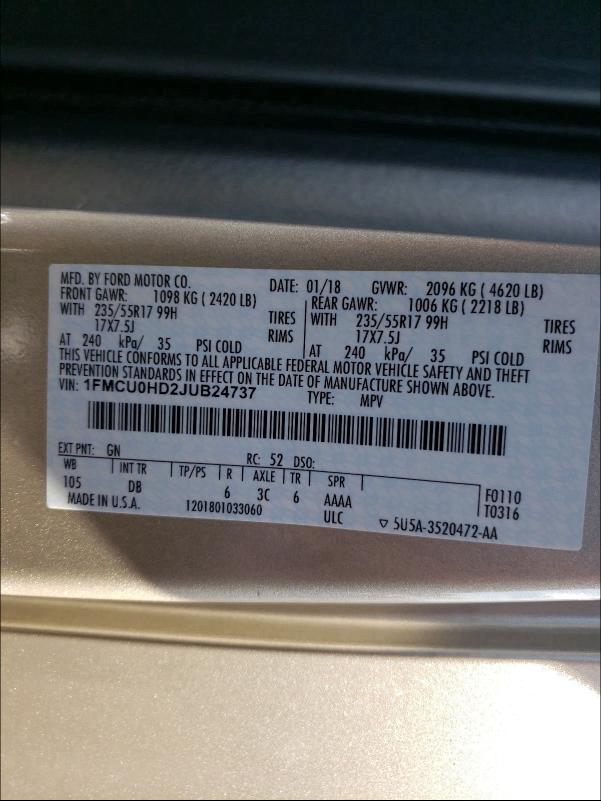 MFD. BY FORD MOTOR CO.
DATE: 01/18 GVWR: 2096 KG ( 4620 LB)
FRONT GAWR: 1098 KG ( 2420 LB) REAR GAWR: 1006 KG ( 2218 LB)
WITH 235/55R17 99H TIRES WITH 235/55R17 99H TIRES
17X7.5J RIMS 17X7.5J RIMS
AT 240 kPa/ 35 PSI COLD AT 240 kPa/ 35 PSI COLD
THIS VEHICLE CONFORMS TO ALL APPLICABLE FEDERAL MOTOR VEHICLE SAFETY AND THEFT
PREVENTION STANDARDS IN EFFECT ON THE DATE OF MANUFACTURE SHOWN ABOVE.
VIN: 1FMCU0HD2JUB24737 TYPE: MPV
EXT PNT: GN RC: 52 DSO:
WB INT TR TP/PS R AXLE TR SPR
105 DB 6 3C 6 AAAA F0110
MADE IN U.S.A. 1201801033060 ULC T0316
5U5A-3520472-AA